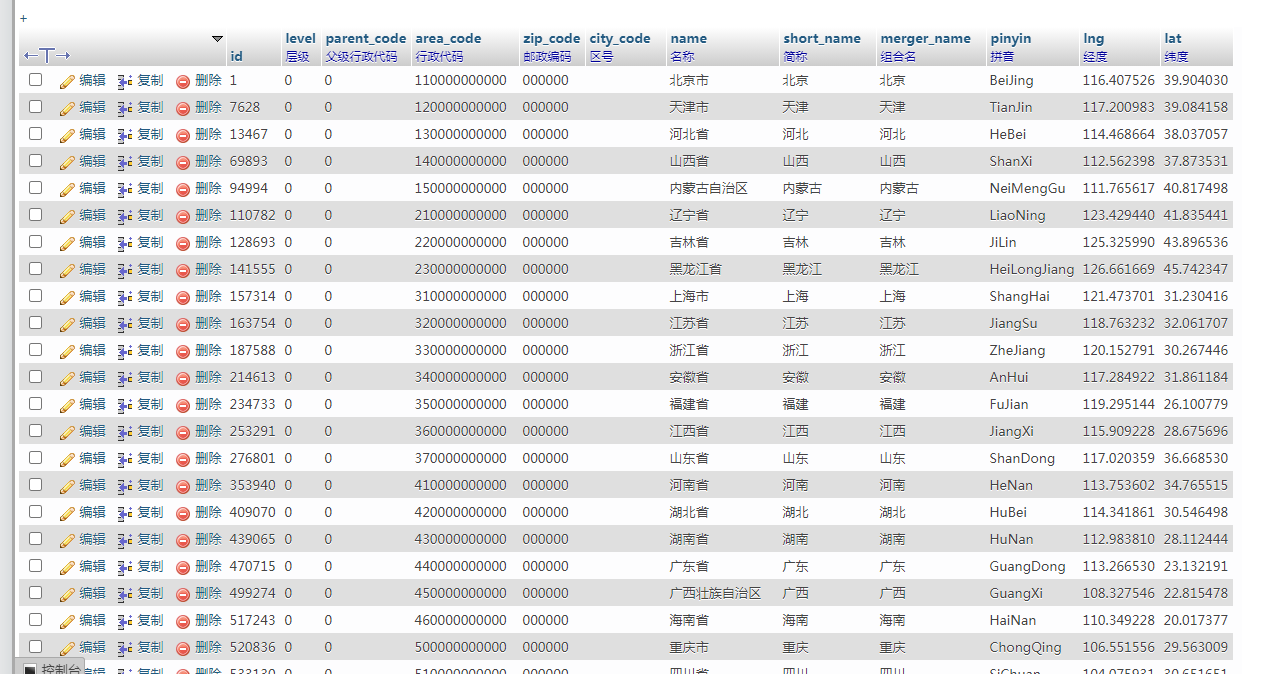 +
level parent_code area_code zip_code city_code name short_name merger_name pinyin lng lat
id 层级 父级行政代码 行政代码 邮政编码 区号 名称 简称 组合名 拼音 经度 纬度
编辑 复制 删除 1 0 0 110000000000 000000 北京市 北京 北京 BeiJing 116.407526 39.904030
编辑 复制 删除 7628 0 0 120000000000 000000 天津市 天津 天津 TianJin 117.200983 39.084158
编辑 复制 删除 13467 0 0 130000000000 000000 河北省 河北 河北 HeBei 114.468664 38.037057
编辑 复制 删除 69893 0 0 140000000000 000000 山西省 山西 山西 ShanXi 112.562398 37.873531
编辑 复制 删除 94994 0 0 150000000000 000000 内蒙古自治区 内蒙古 内蒙古 NeiMengGu 111.765617 40.817498
编辑 复制 删除 110782 0 0 210000000000 000000 辽宁省 辽宁 辽宁 LiaoNing 123.429440 41.835441
编辑 复制 删除 128693 0 0 220000000000 000000 吉林省 吉林 吉林 JiLin 125.325990 43.896536
编辑 复制 删除 141555 0 0 230000000000 000000 黑龙江省 黑龙江 黑龙江 HeiLongJiang 126.661669 45.742347
编辑 复制 删除 157314 0 0 310000000000 000000 上海市 上海 上海 ShangHai 121.473701 31.230416
编辑 复制 删除 163754 0 0 320000000000 000000 江苏省 江苏 江苏 JiangSu 118.763232 32.061707
编辑 复制 删除 187588 0 0 330000000000 000000 浙江省 浙江 浙江 ZheJiang 120.152791 30.267446
编辑 复制 删除 214613 0 0 340000000000 000000 安徽省 安徽 安徽 AnHui 117.284922 31.861184
编辑 复制 删除 234733 0 0 350000000000 000000 福建省 福建 福建 FuJian 119.295144 26.100779
编辑 复制 删除 253291 0 0 360000000000 000000 江西省 江西 江西 JiangXi 115.909228 28.675696
编辑 复制 删除 276801 0 0 370000000000 000000 山东省 山东 山东 ShanDong 117.020359 36.668530
编辑 复制 删除 353940 0 0 410000000000 000000 河南省 河南 河南 HeNan 113.753602 34.765515
编辑 复制 删除 409070 0 0 420000000000 000000 湖北省 湖北 湖北 HuBei 114.341861 30.546498
编辑 复制 删除 439065 0 0 430000000000 000000 湖南省 湖南 湖南 HuNan 112.983810 28.112444
编辑 复制 删除 470715 0 0 440000000000 000000 广东省 广东 广东 GuangDong 113.266530 23.132191
编辑 复制 删除 499274 0 0 450000000000 000000 广西壮族自治区 广西 广西 GuangXi 108.327546 22.815478
编辑 复制 删除 517243 0 0 460000000000 000000 海南省 海南 海南 HaiNan 110.349228 20.017377
编辑 复制 删除 520836 0 0 500000000000 000000 重庆市 重庆 重庆 ChongQing 106.551556 29.563009
控制台 复制 删除 0 0 510000000000 000000 四川省 四川 四川 SiChuan